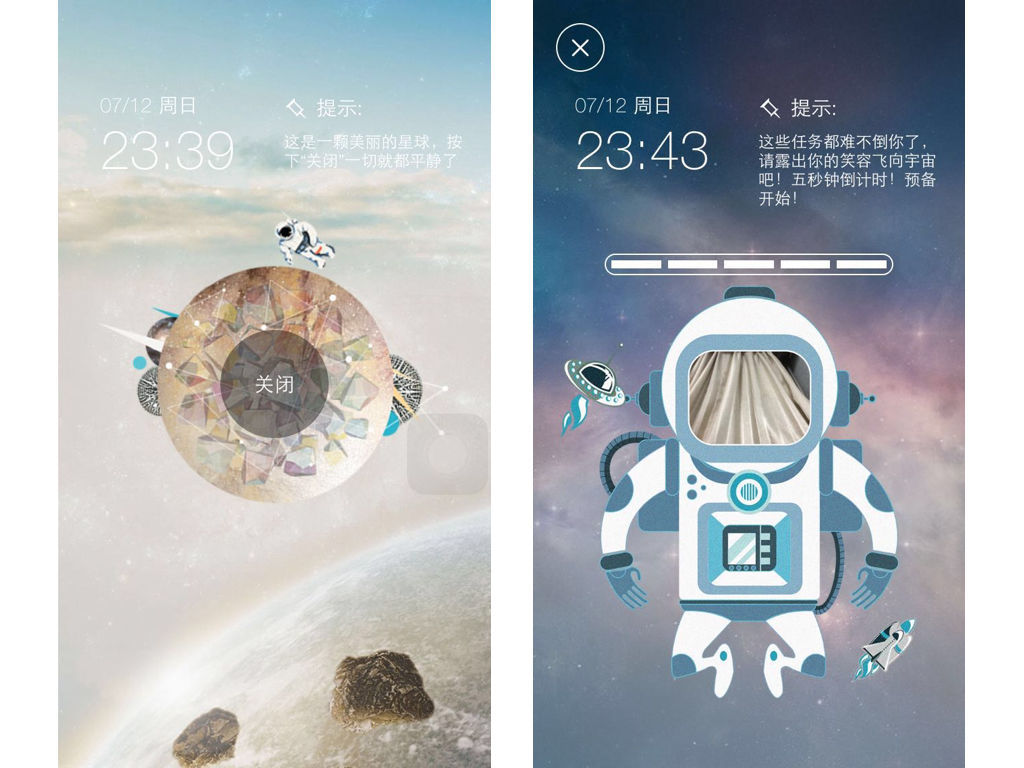 07/12 周日
23:39
提示:
这是一颗美丽的星球，按
下“关闭”一切就都平静了
关闭
07/12 周日
23:43
提示:
这些任务都难不倒你了，
请露出你的笑容飞向宇宙
吧！五秒钟倒计时！预备
开始！